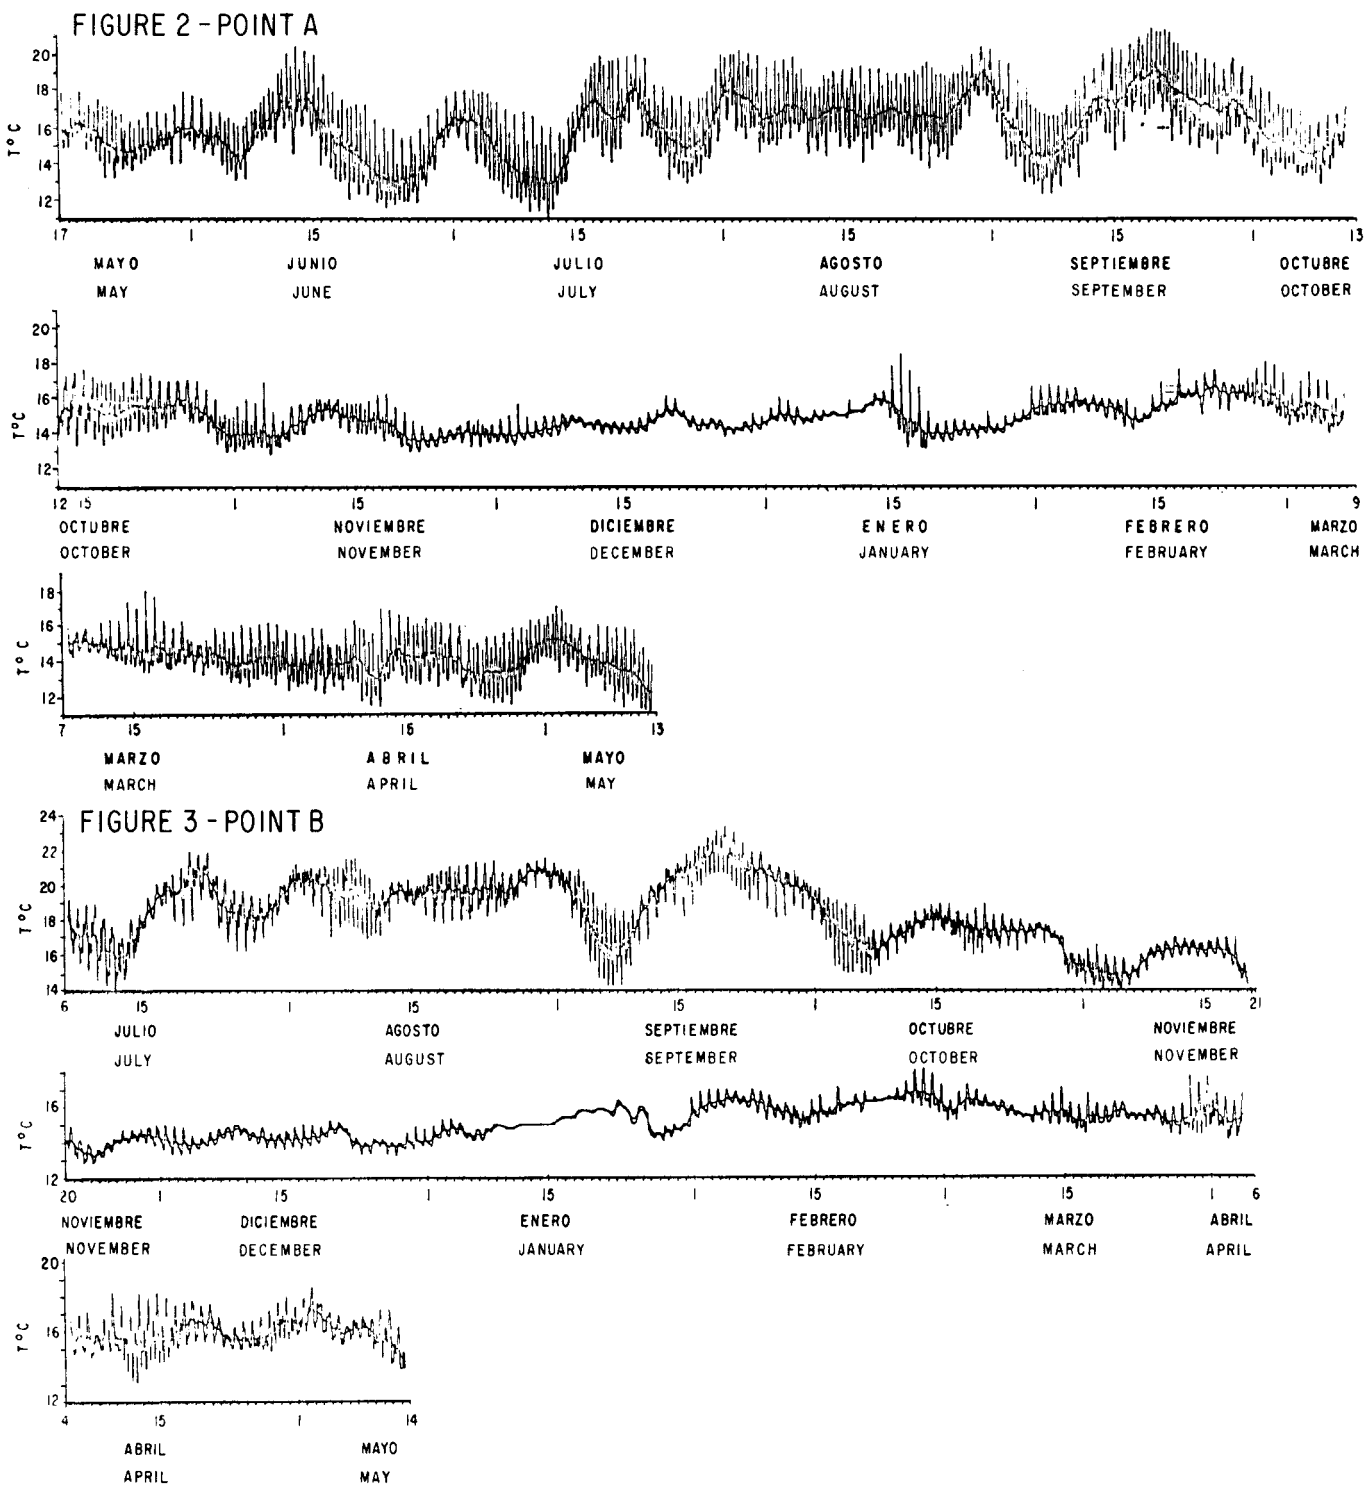 FIGURE 2 - POINT A
20
18
16
14
12
T°C
17 1 15 1 15 1 15 1 15 1 13
MAYO JUNIO JULIO AGOSTO SEPTIEMBRE OCTUBRE
MAY JUNE JULY AUGUST SEPTEMBER OCTOBER
20
18
16
14
12
T°C
12 15 1 15 1 15 1 15 1 15 1 9
OCTUBRE NOVIEMBRE DICIEMBRE ENERO FEBRERO MARZO
OCTOBER NOVEMBER DECEMBER JANUARY FEBRUARY MARCH
18
16
14
12
T°C
7 15 1 15 1 13
MARZO ABRIL MAYO
MARCH APRIL MAY
FIGURE 3 - POINT B
24
22
20
18
16
14
T°C
6 15 1 15 1 15 1 15 1 15 21
JULIO AGOSTO SEPTIEMBRE OCTUBRE NOVIEMBRE
JULY AUGUST SEPTEMBER OCTOBER NOVEMBER
16
12
T°C
20 1 15 1 15 1 15 1 15 1 6
NOVIEMBRE DICIEMBRE ENERO FEBRERO MARZO ABRIL
NOVEMBER DECEMBER JANUARY FEBRUARY MARCH APRIL
20
16
12
T°C
4 15 1 14
ABRIL MAYO
APRIL MAY